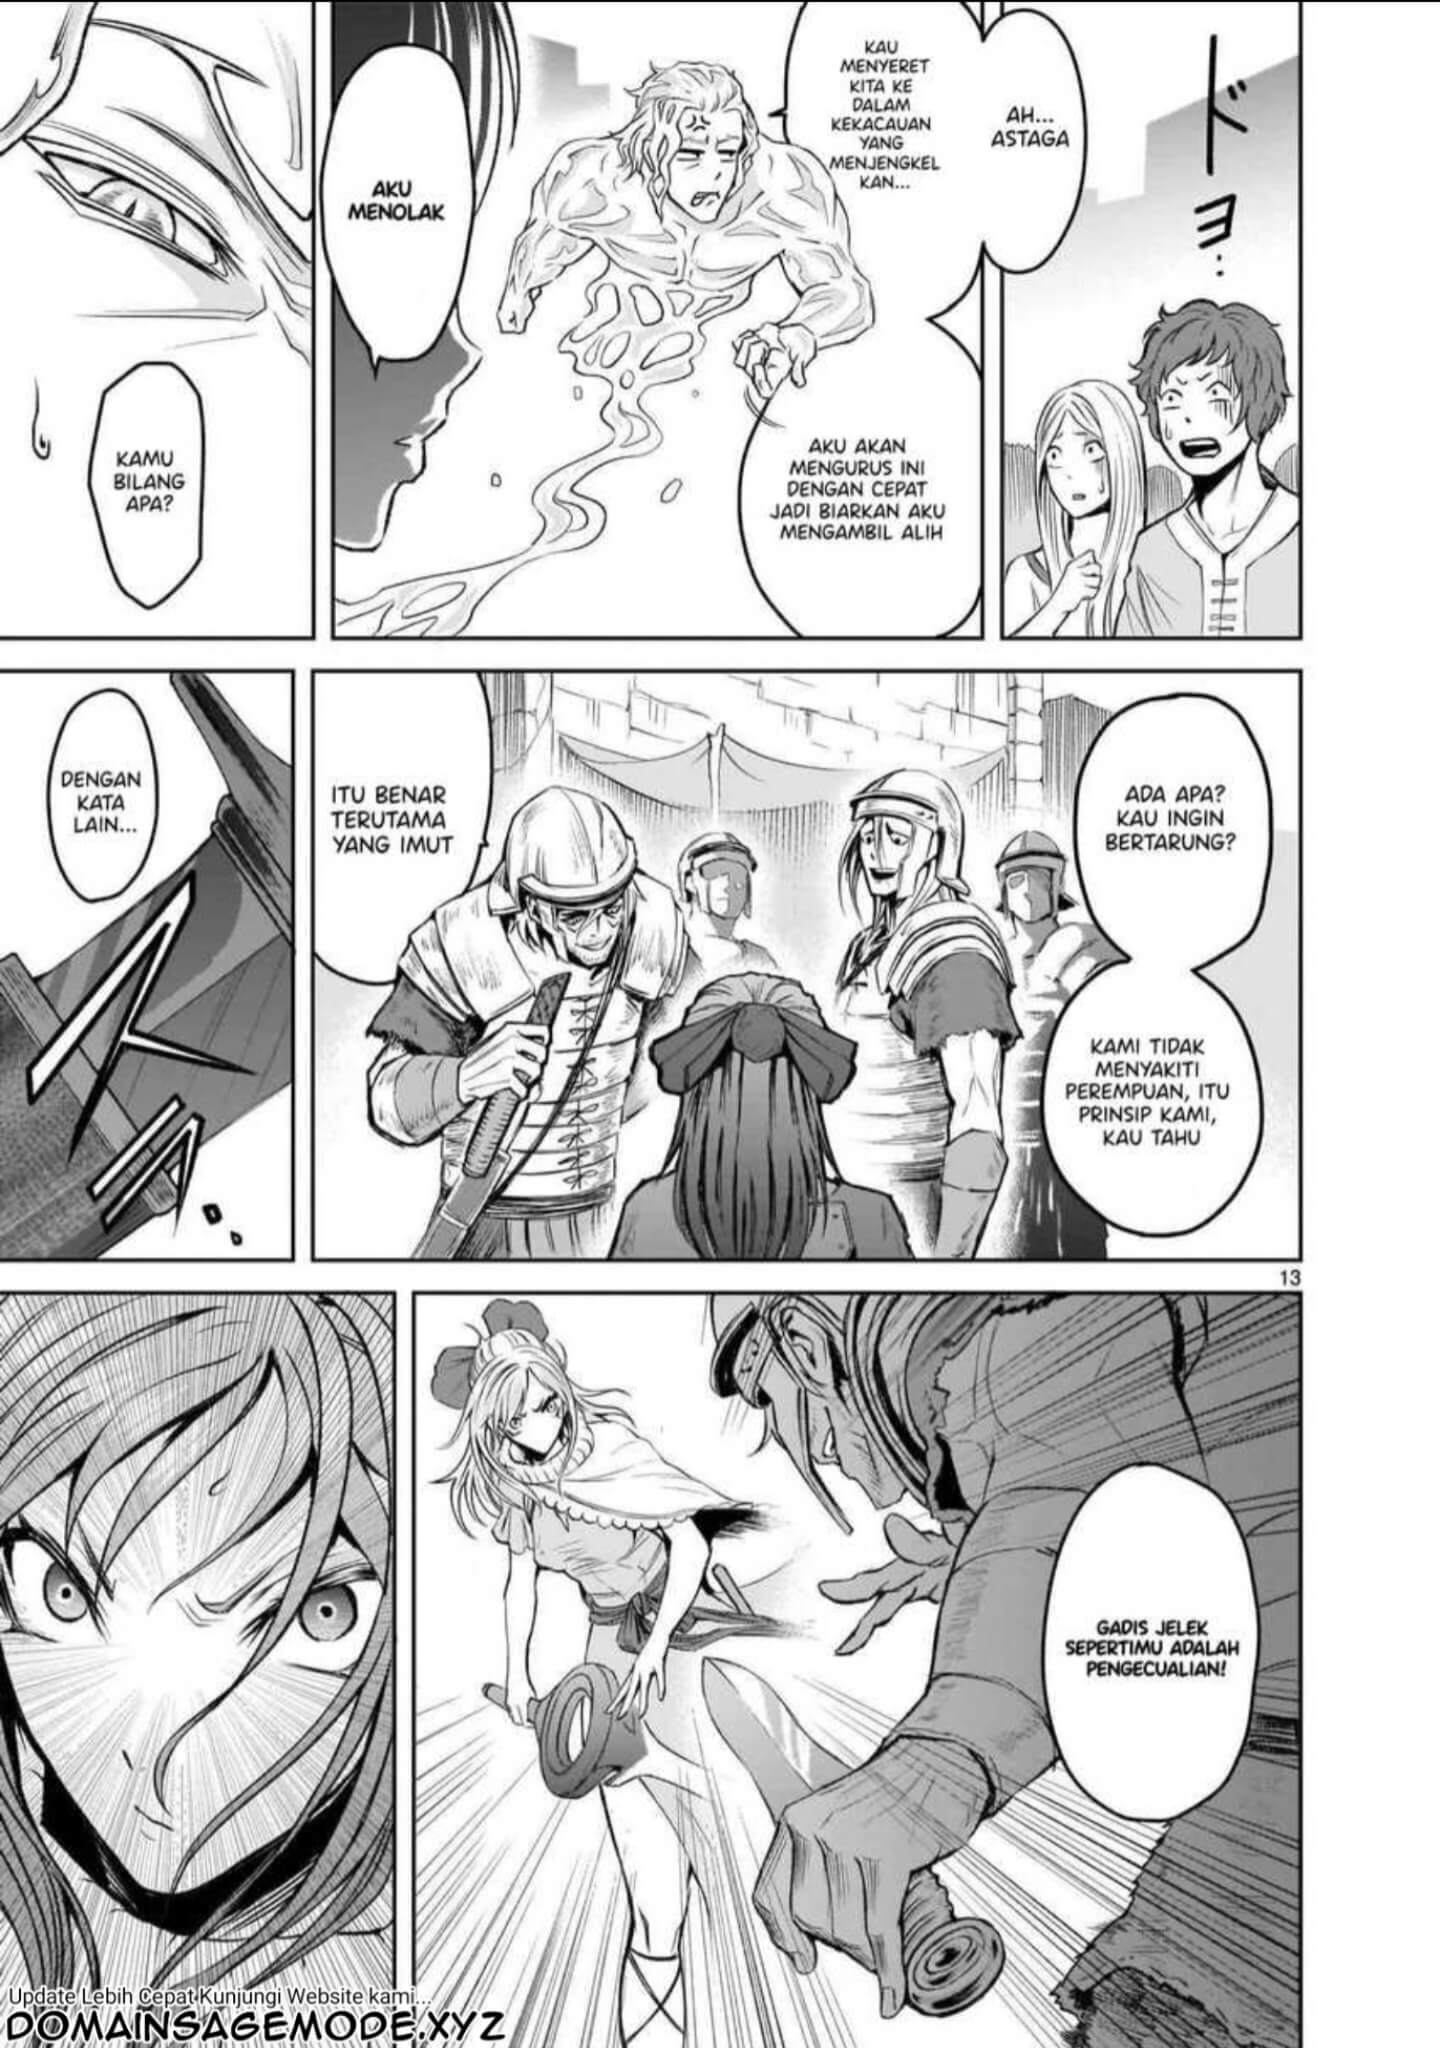 ド
ヨ…
AH...
ASTAGA
KAU
MENYERET
KITA KE
DALAM
KEKACAUAN
YANG
MENJENGKEL
KAN...
AKU AKAN
MENGURUS INI
DENGAN CEPAT
JADI BIARKAN AKU
MENGAMBIL ALIH
AKU
MENOLAK
KAMU
BILANG
APA?
ADA APA?
KAU INGIN
BERTARUNG?
KAMI TIDAK
MENYAKITI
PEREMPUAN, ITU
PRINSIP KAMI,
KAU TAHU
ITU BENAR
TERUTAMA
YANG IMUT
DENGAN
KATA
LAIN...
13
GADIS JELEK
SEPERTIMU ADALAH
PENGECUALIAN!
Update Lebih Cepat Kunjungi Website kami...
DOMAINSAGEMODE.XYZ